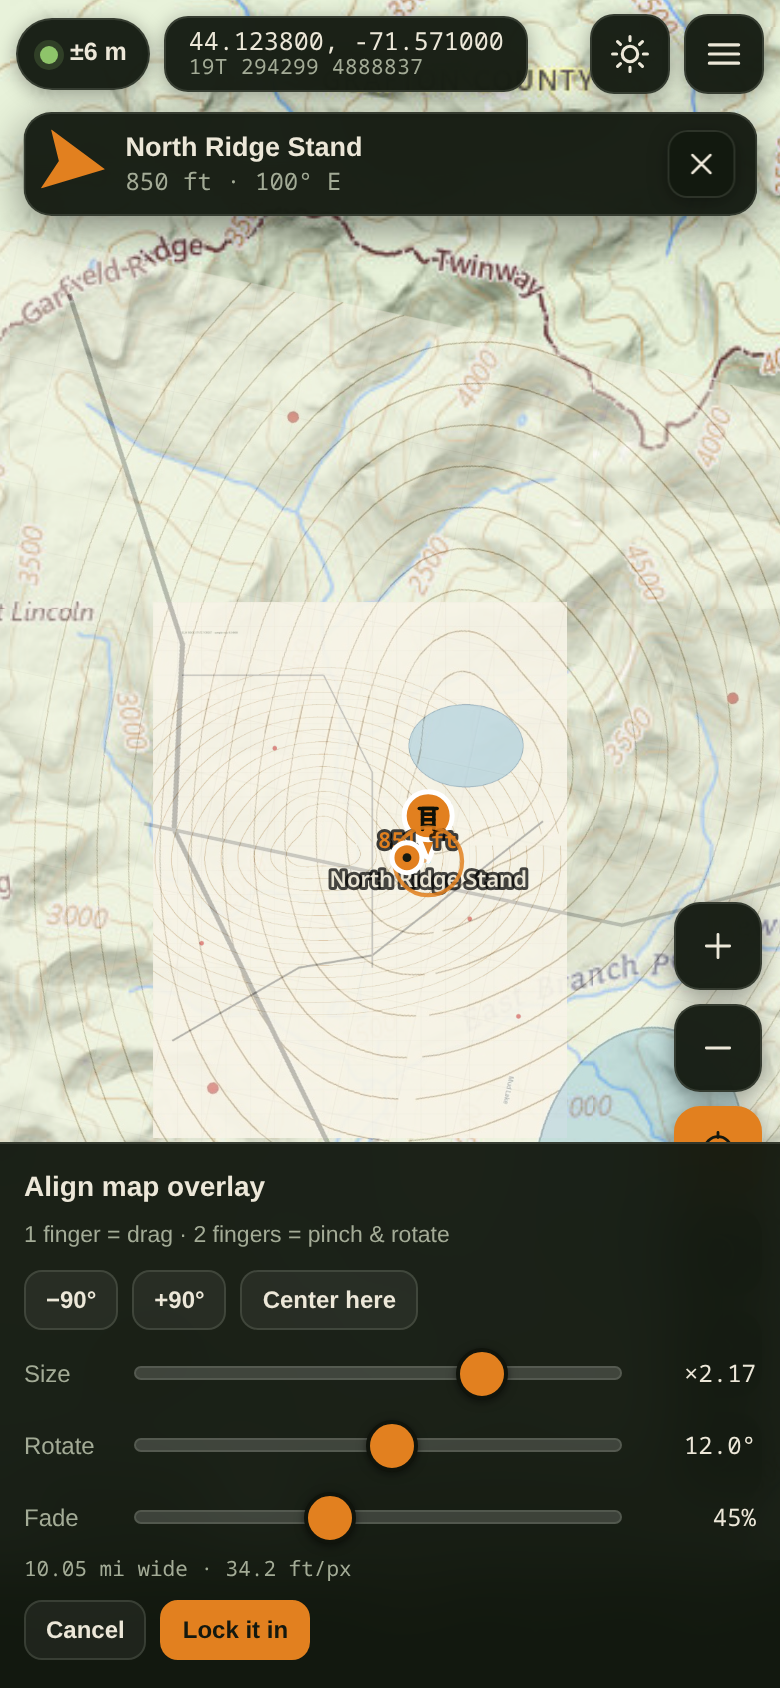 ±6 m
44.123800, -71.571000
19T 294299 4888837
COUNTY
North Ridge Stand
850 ft · 100° E
Garfield-Ridge
Twinway
4000
4000
2500
4500
3500
t Lincoln
3000
3500
North Ridge Stand
3000
East Branch P
000
Align map overlay
1 finger = drag · 2 fingers = pinch & rotate
−90°
+90°
Center here
Size
×2.17
Rotate
12.0°
Fade
45%
10.05 mi wide · 34.2 ft/px
Cancel
Lock it in